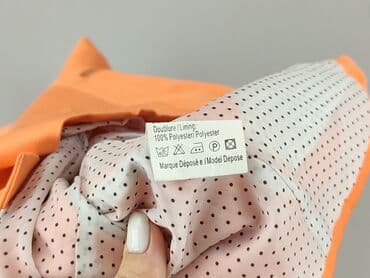 Doublure / Lining
100% Polyester/ Polyester
Marque Déposé e / Model Depose